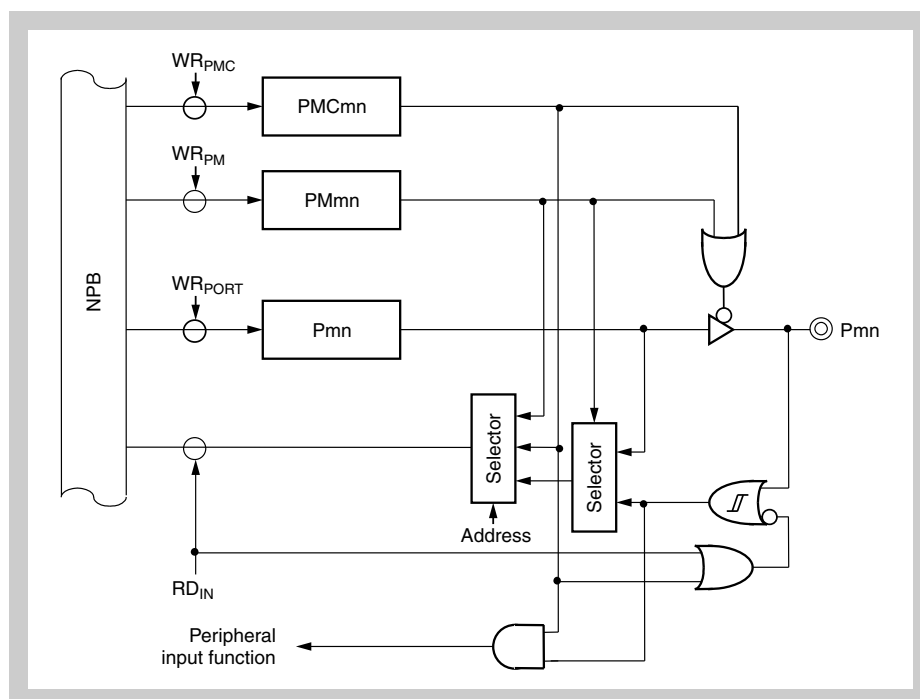 WRPMC
PMCmn
WRPM
PMmn
NPB
WRPORT
Pmn
Pmn
Selector
Selector
Address
RDIN
Peripheral
input function